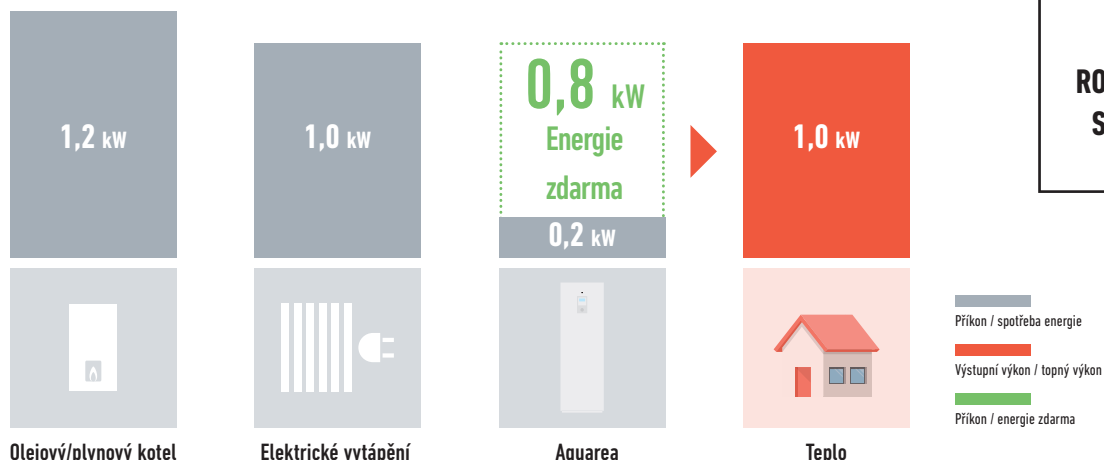 1,2 kW
1,0 kW
0,8 kW
Energie
zdarma
0,2 kW
1,0 kW
Olejový/plynový kotel
Elektrické vytápění
Aquarea
Teplo
Příkon / spotřeba energie
Výstupní výkon / topný výkon
Příkon / energie zdarma